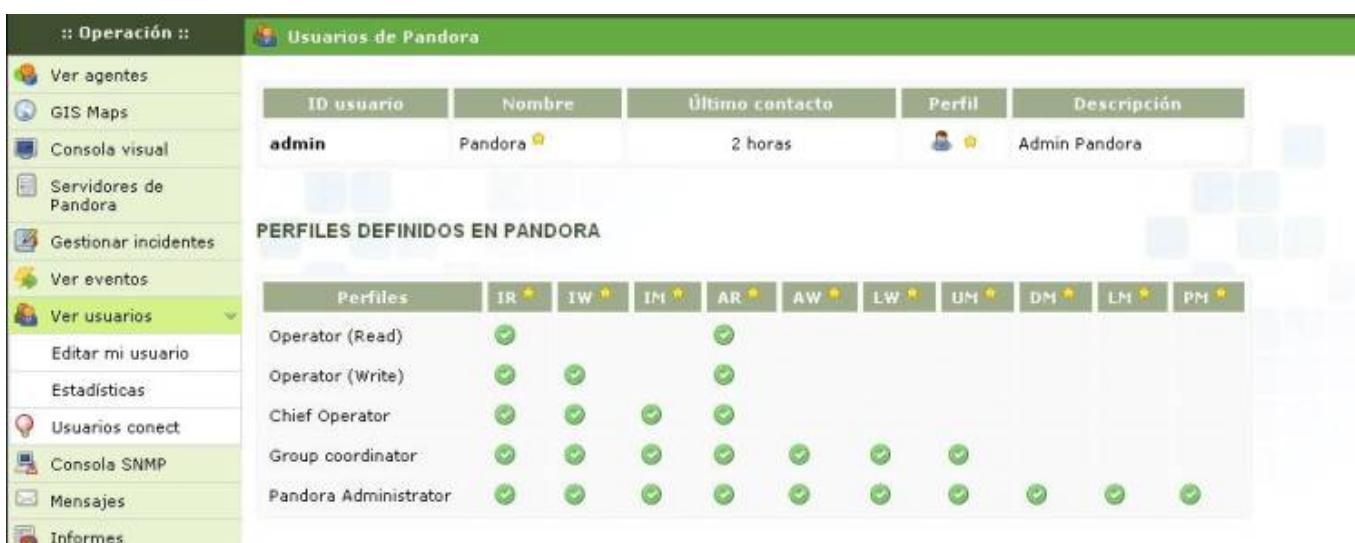 :: Operación ::
Usuarios de Pandora
Ver agentes
GIS Maps
Consola visual
Servidores de
Pandora
Gestionar incidentes
Ver eventos
Ver usuarios
Editar mi usuario
Estadísticas
Usuarios conect
Consola SNMP
Mensajes
Informes
ID usuario Nombre Último contacto Perfil Descripción
admin Pandora 2 horas Admin Pandora
PERFILES DEFINIDOS EN PANDORA
Perfiles IR IW IM AR AW LW UM DM LM PM
Operator (Read)
Operator (Write)
Chief Operator
Group coordinator
Pandora Administrator